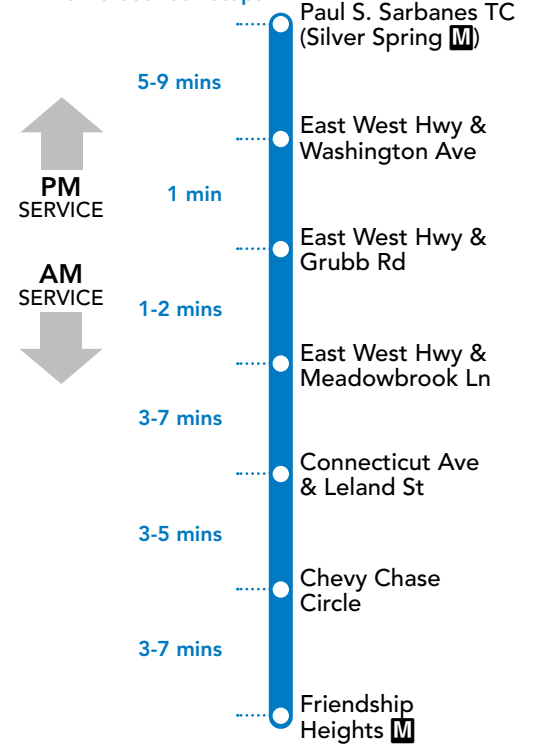 Paul S. Sarbanes TC
(Silver Spring M)
5-9 mins
East West Hwy &
Washington Ave
PM
SERVICE
1 min
East West Hwy &
Grubb Rd
AM
SERVICE
1-2 mins
East West Hwy &
Meadowbrook Ln
3-7 mins
Connecticut Ave
& Leland St
3-5 mins
Chevy Chase
Circle
3-7 mins
Friendship
Heights M